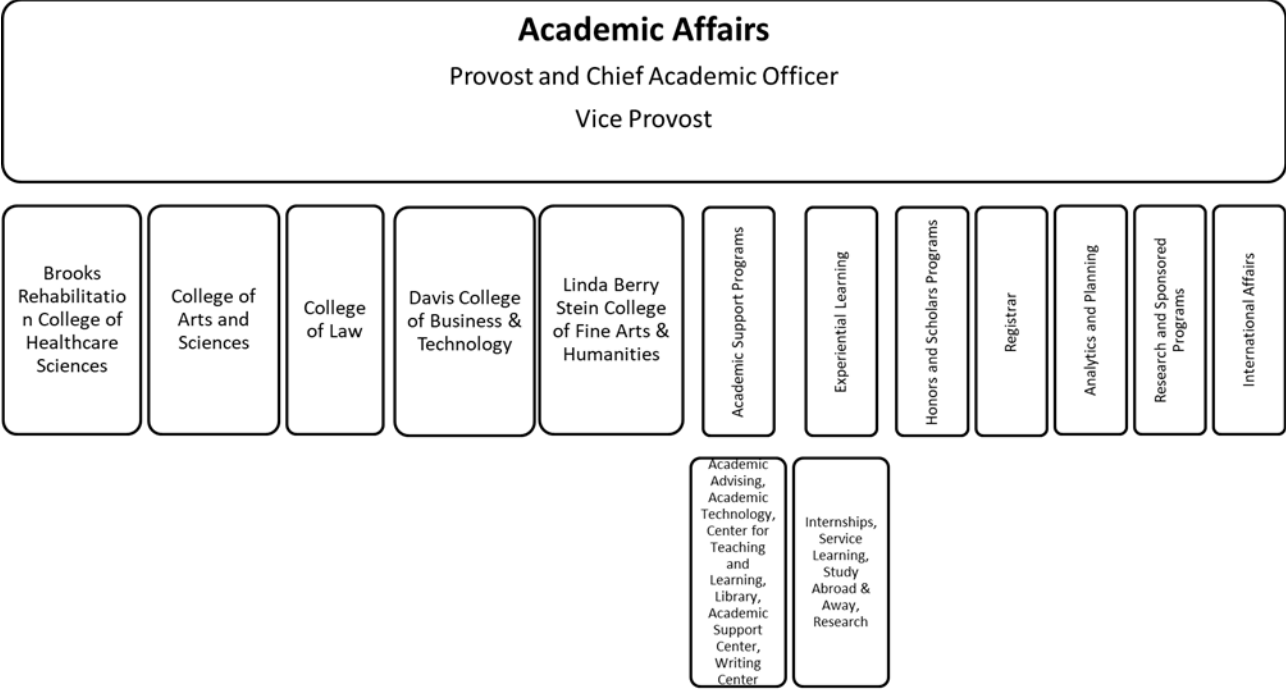 Academic Affairs
Provost and Chief Academic Officer
Vice Provost
Brooks
Rehabilitatio
n College of
Healthcare
Sciences
College of
Arts and
Sciences
College
of Law
Davis College
of Business &
Technology
Linda Berry
Stein College
of Fine Arts &
Humanities
Academic Support Programs
Experiential Learning
Honors and Scholars Programs
Registrar
Analytics and Planning
Research and Sponsored
Programs
International Affairs
Academic
Advising,
Academic
Technology,
Center for
Teaching
and
Learning,
Library,
Academic
Support
Center,
Writing
Center
Internships,
Service
Learning,
Study
Abroad &
Away,
Research